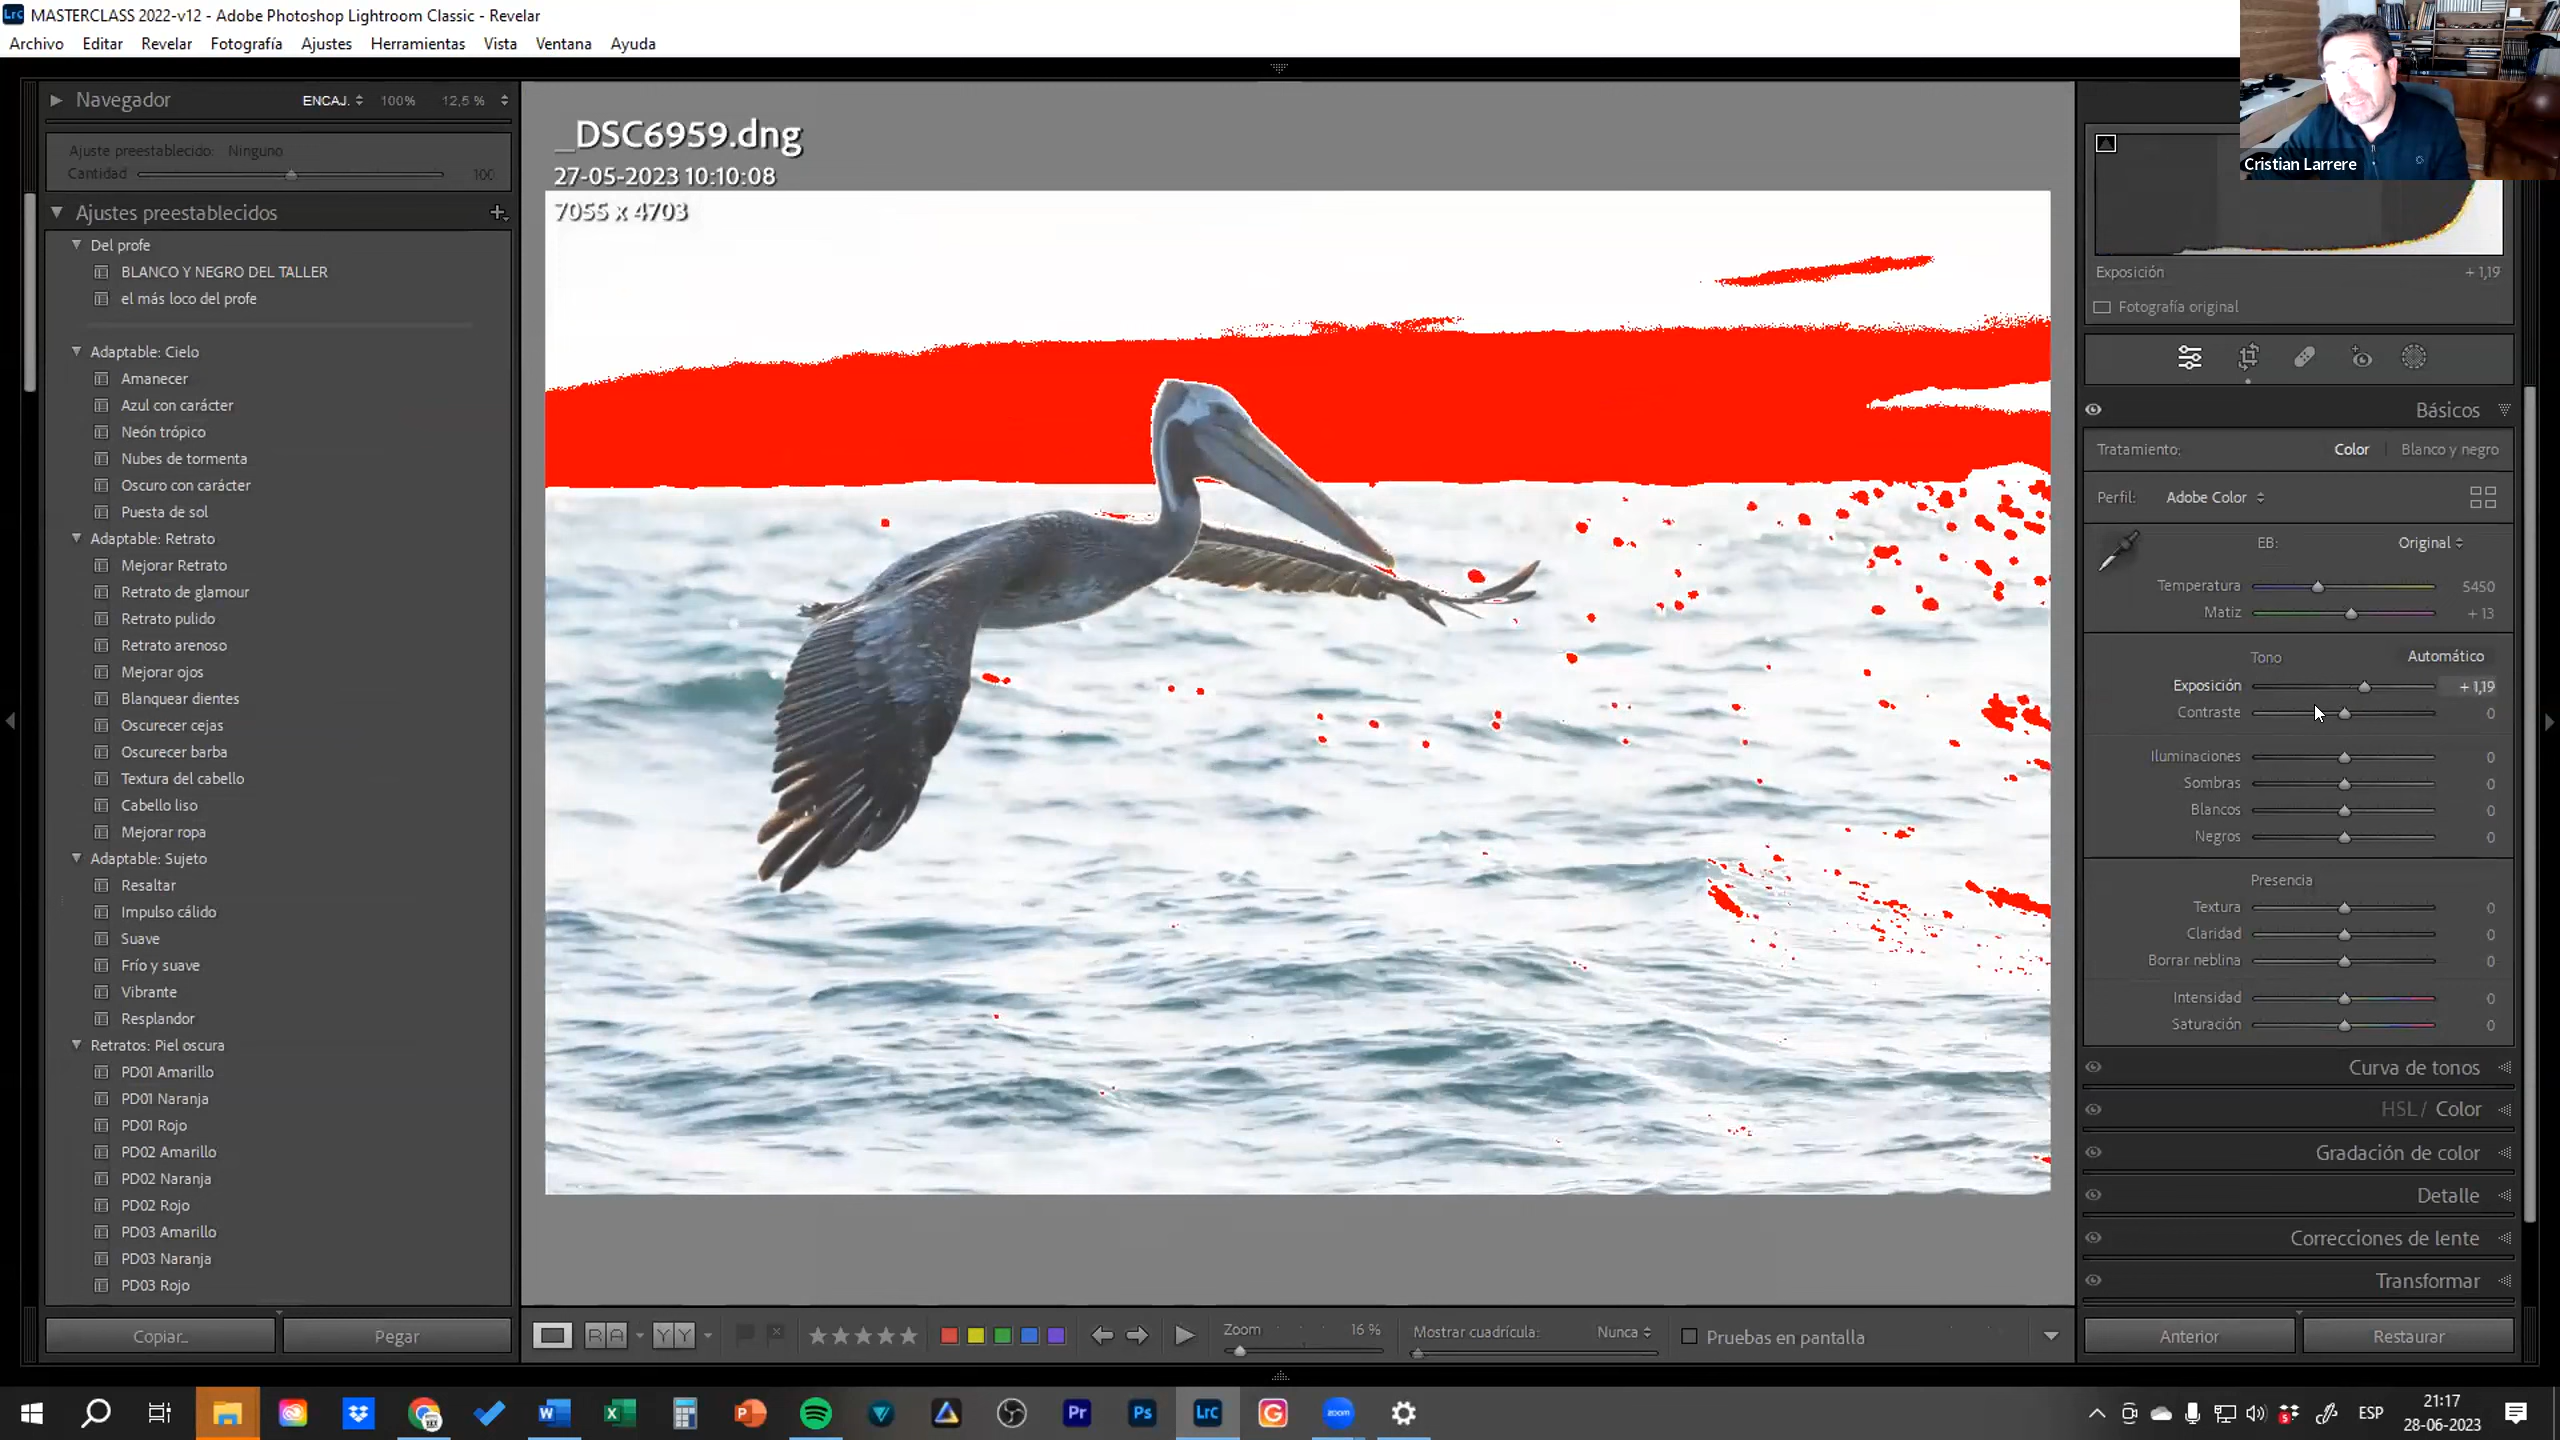 MASTERCLASS 2022-v12 - Adobe Photoshop Lightroom Classic - Revelar
Archivo Editar Revelar Fotografía Ajustes Herramientas Vista Ventana Ayuda
Navegador ENCAJ. 100% 12,5 %
Ajuste preestablecido: Ninguno
Cantidad 100
Ajustes preestablecidos
Del profe
BLANCO Y NEGRO DEL TALLER
el más loco del profe
Adaptable: Cielo
Amanecer
Azul con carácter
Neón trópico
Nubes de tormenta
Oscuro con carácter
Puesta de sol
Adaptable: Retrato
Mejorar Retrato
Retrato de glamour
Retrato pulido
Retrato arenoso
Mejorar ojos
Blanquear dientes
Oscurecer cejas
Oscurecer barba
Textura del cabello
Cabello liso
Mejorar ropa
Adaptable: Sujeto
Resaltar
Impulso cálido
Suave
Frío y suave
Vibrante
Resplandor
Retratos: Piel oscura
PD01 Amarillo
PD01 Naranja
PD01 Rojo
PD02 Amarillo
PD02 Naranja
PD02 Rojo
PD03 Amarillo
PD03 Naranja
PD03 Rojo
Copiar... Pegar
_DSC6959.dng
27-05-2023 10:10:08
7055 x 4703
RA YY
Zoom 16 %
Mostrar cuadrícula: Nunca
Pruebas en pantalla
Cristian Larrere
Exposición + 1,19
Fotografía original
Básicos
Tratamiento: Color Blanco y negro
Perfil: Adobe Color
EB: Original
Temperatura 5450
Matiz + 13
Tono Automático
Exposición + 1,19
Contraste 0
Iluminaciones 0
Sombras 0
Blancos 0
Negros 0
Presencia
Textura 0
Claridad 0
Borrar neblina 0
Intensidad 0
Saturación 0
Curva de tonos
HSL / Color
Gradación de color
Detalle
Correcciones de lente
Transformar
Anterior Restaurar
ESP
21:17
28-06-2023